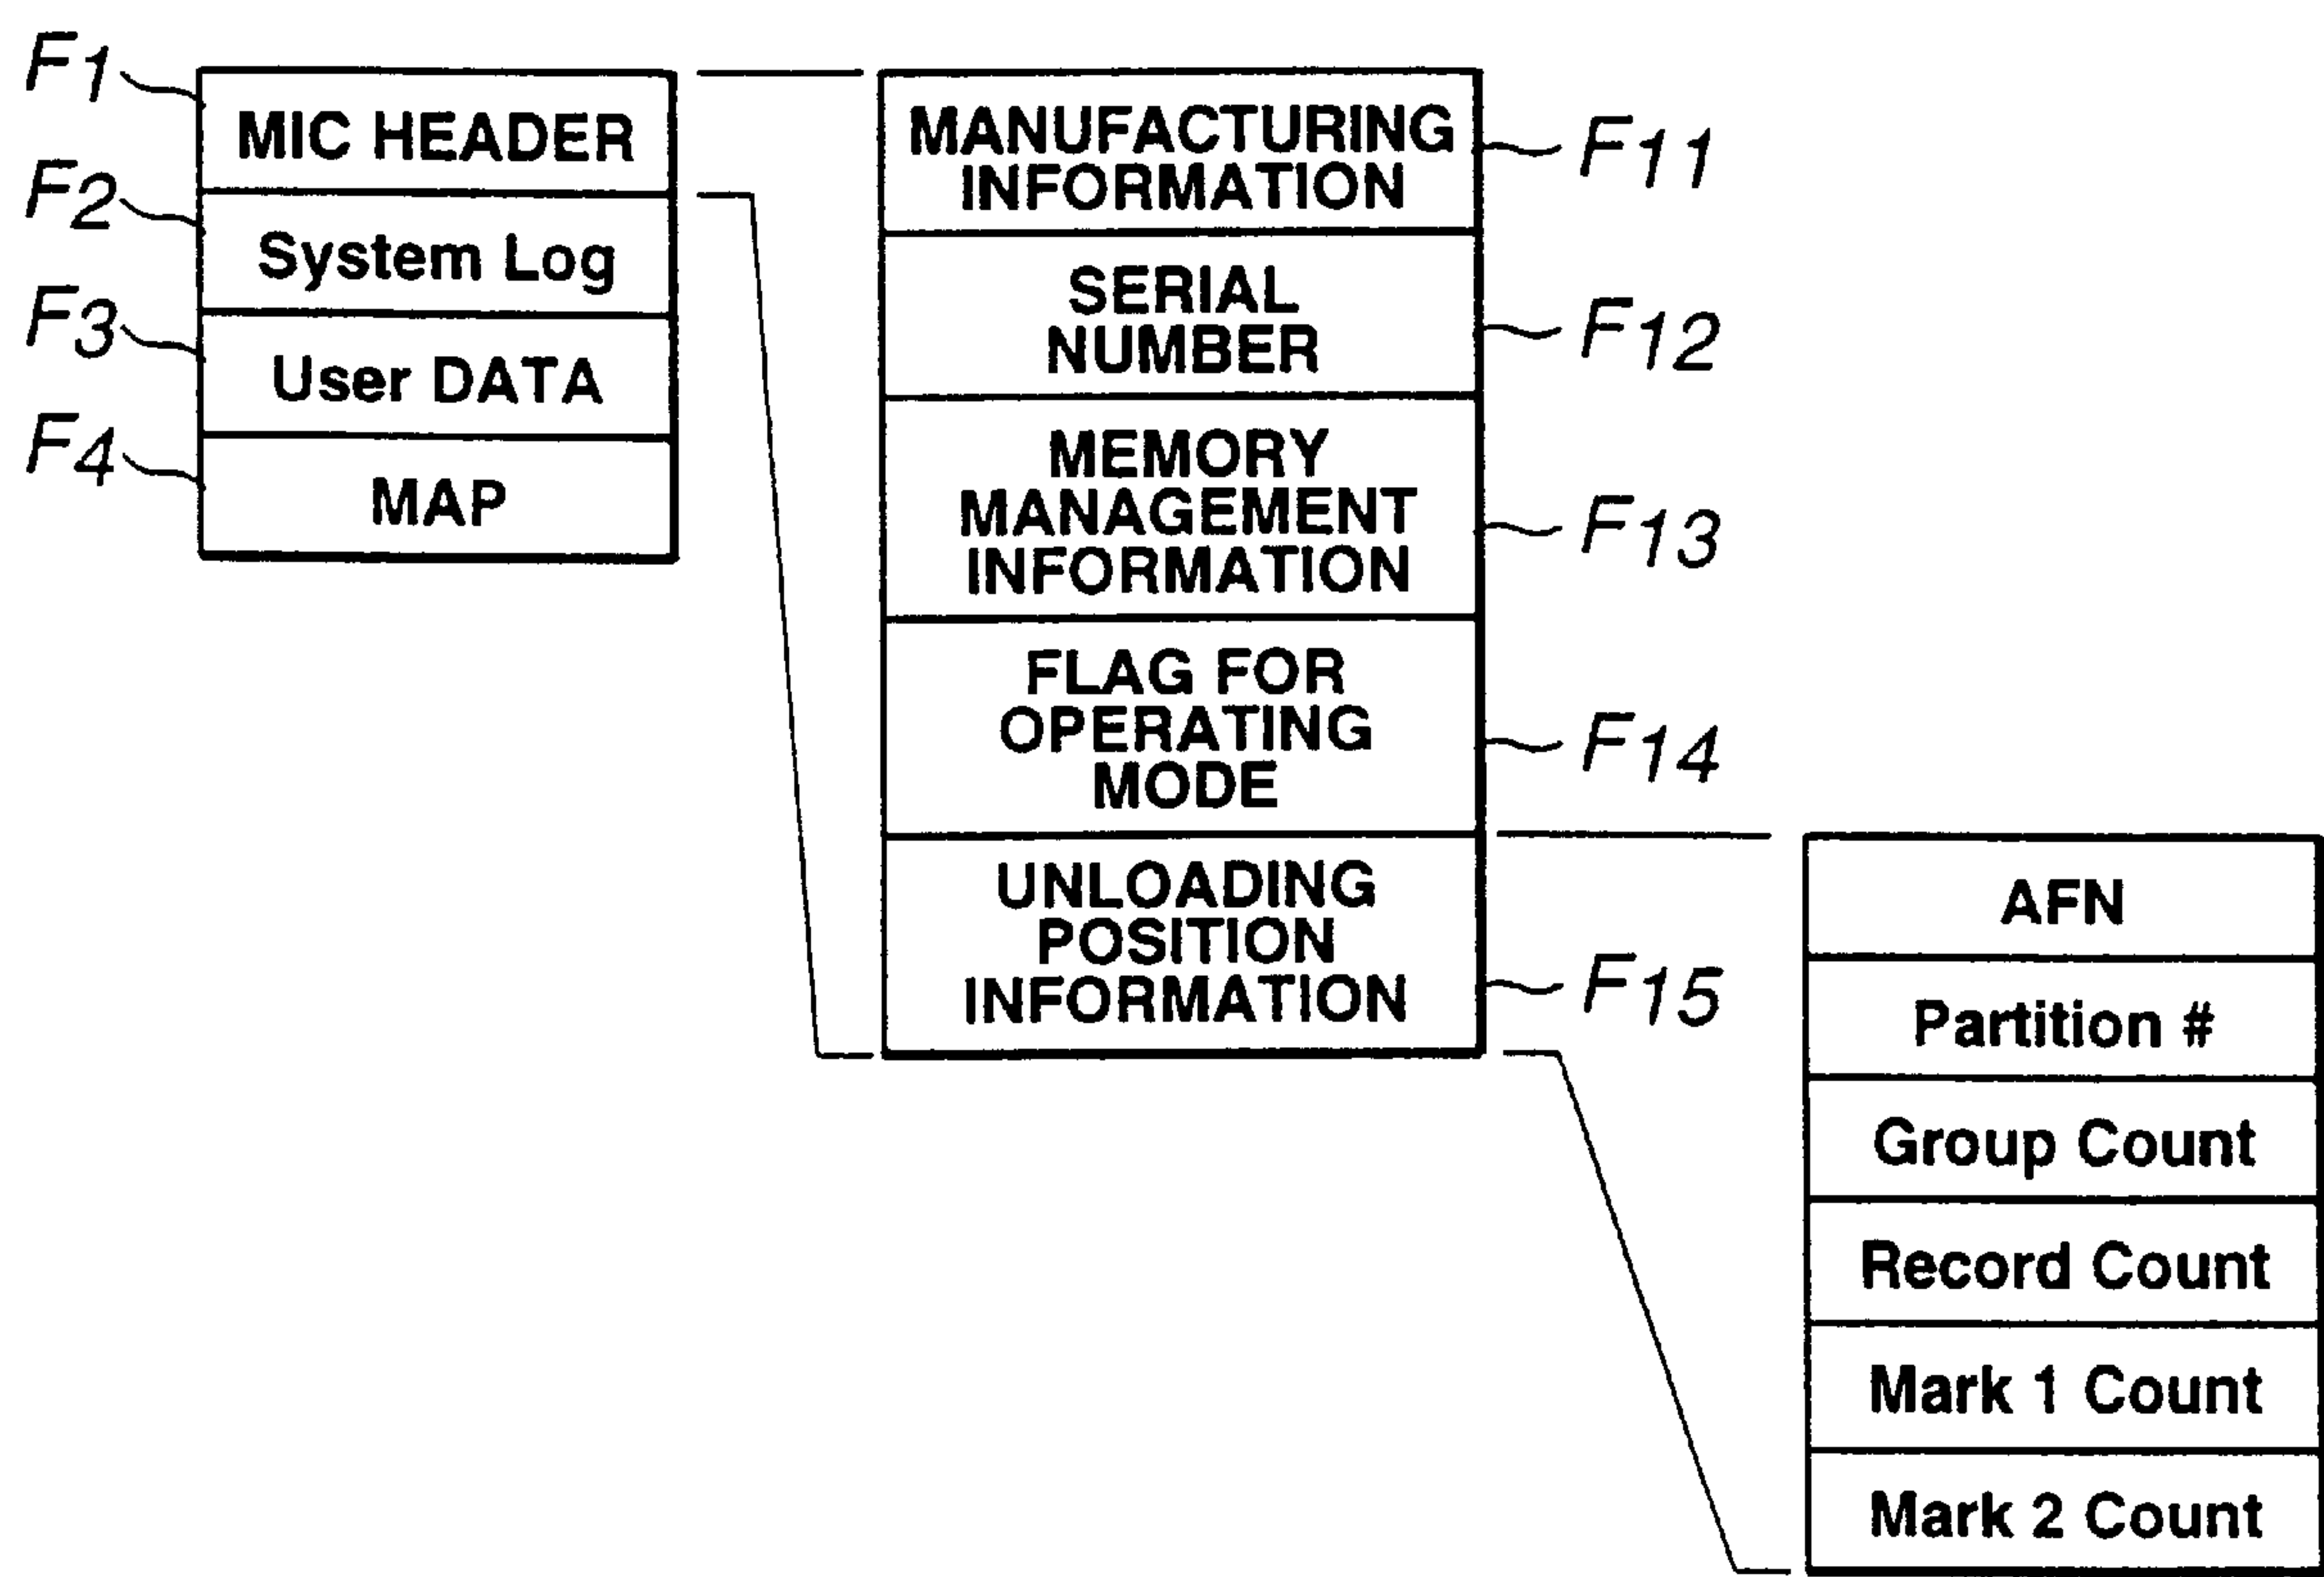 F1
MIC HEADER
F2
System Log
F3
User DATA
F4
MAP
MANUFACTURING
INFORMATION
F11
SERIAL
NUMBER
F12
MEMORY
MANAGEMENT
INFORMATION
F13
FLAG FOR
OPERATING
MODE
F14
UNLOADING
POSITION
INFORMATION
F15
AFN
Partition #
Group Count
Record Count
Mark 1 Count
Mark 2 Count